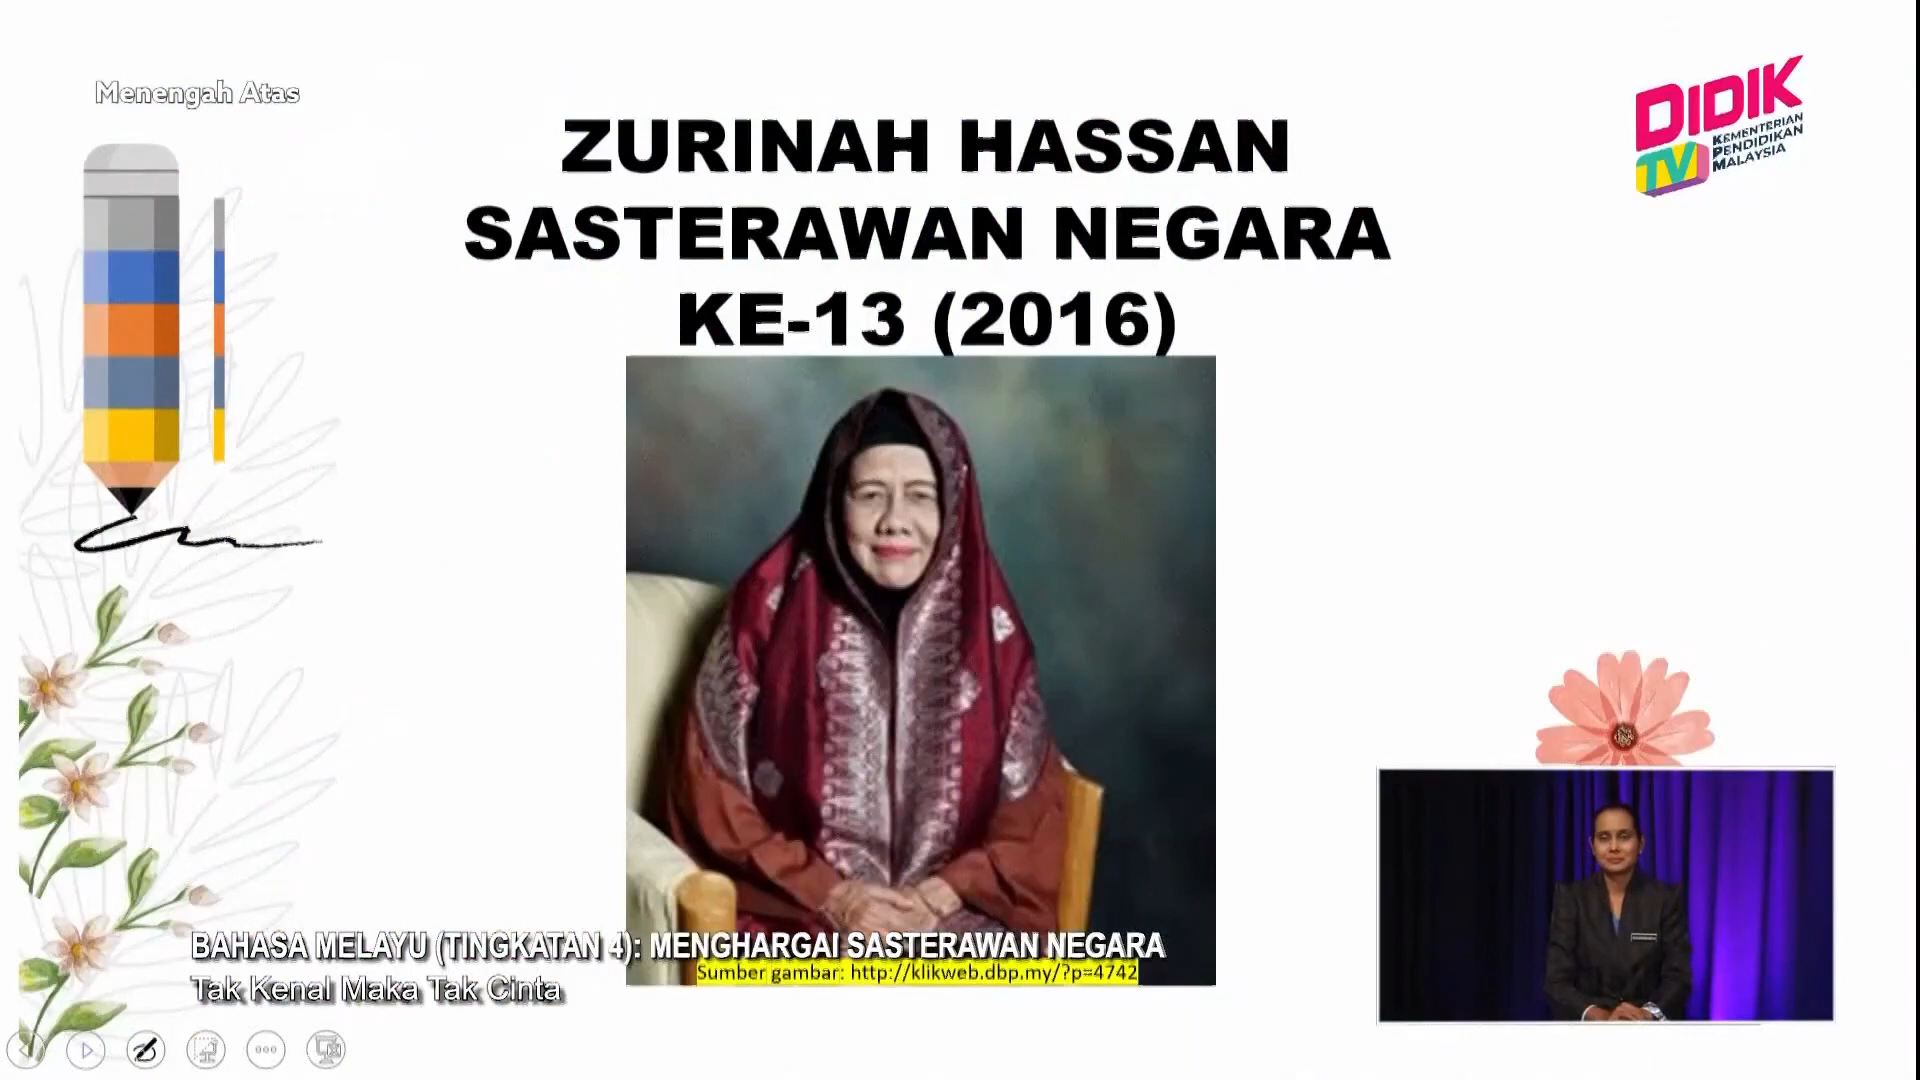 Menengah Atas
ZURINAH HASSAN
SASTERAWAN NEGARA
KE-13 (2016)
DIDIK
TV
KEMENTERIAN
PENDIDIKAN
MALAYSIA
BAHASA MELAYU (TINGKATAN 4): MENGHARGAI SASTERAWAN NEGARA
Sumber gambar: http://klikweb.dbp.my/?p=4742
Tak Kenal Maka Tak Cinta